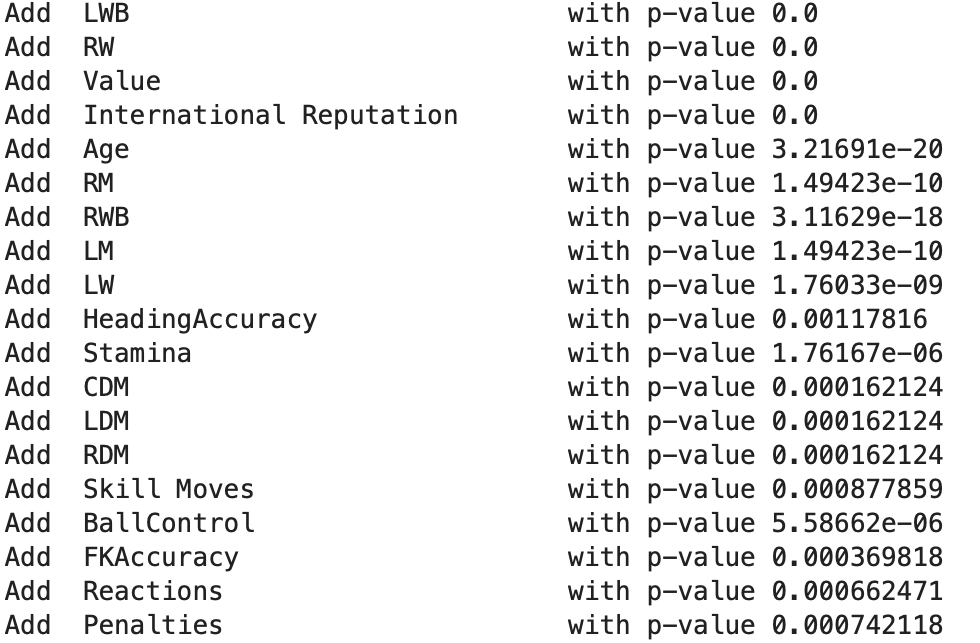 Add  LWB                            with p-value 0.0
Add  RW                             with p-value 0.0
Add  Value                          with p-value 0.0
Add  International Reputation       with p-value 0.0
Add  Age                            with p-value 3.21691e-20
Add  RM                             with p-value 1.49423e-10
Add  RWB                            with p-value 3.11629e-18
Add  LM                             with p-value 1.49423e-10
Add  LW                             with p-value 1.76033e-09
Add  HeadingAccuracy                with p-value 0.00117816
Add  Stamina                        with p-value 1.76167e-06
Add  CDM                            with p-value 0.000162124
Add  LDM                            with p-value 0.000162124
Add  RDM                            with p-value 0.000162124
Add  Skill Moves                    with p-value 0.000877859
Add  BallControl                    with p-value 5.58662e-06
Add  FKAccuracy                     with p-value 0.000369818
Add  Reactions                      with p-value 0.000662471
Add  Penalties                      with p-value 0.000742118